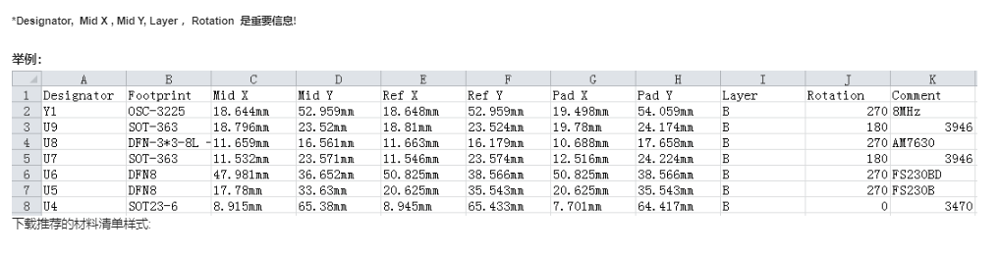 *Designator, Mid X , Mid Y, Layer , Rotation 是重要信息!
举例：
A B C D E F G H I J K
1 Designator Footprint Mid X Mid Y Ref X Ref Y Pad X Pad Y Layer Rotation Comment
2 Y1 OSC-3225 18.644mm 52.959mm 18.648mm 52.959mm 19.498mm 54.059mm B 270 8MHz
3 U9 SOT-363 18.796mm 23.52mm 18.81mm 23.524mm 19.78mm 24.174mm B 180 3946
4 U8 DFN-3*3-8L - 11.659mm 16.561mm 11.663mm 16.179mm 10.688mm 17.658mm B 270 AM7630
5 U7 SOT-363 11.532mm 23.571mm 11.546mm 23.574mm 12.516mm 24.224mm B 180 3946
6 U6 DFN8 47.981mm 36.652mm 50.825mm 38.566mm 50.825mm 38.566mm B 270 FS230BD
7 U5 DFN8 17.78mm 33.63mm 20.625mm 35.543mm 20.625mm 35.543mm B 270 FS230B
8 U4 SOT23-6 8.915mm 65.38mm 8.945mm 65.433mm 7.701mm 64.417mm B 0 3470
下载推荐的材料清单样式: